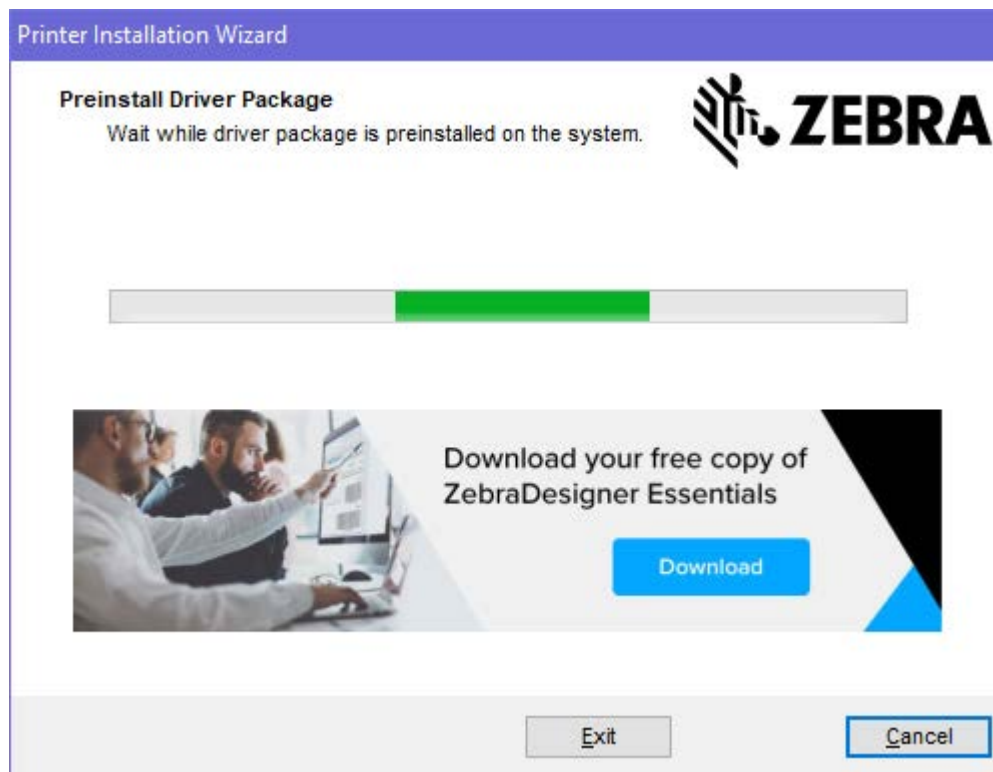 Printer Installation Wizard
Preinstall Driver Package
Wait while driver package is preinstalled on the system.
ZEBRA
Download your free copy of
ZebraDesigner Essentials
Download
Exit
Cancel